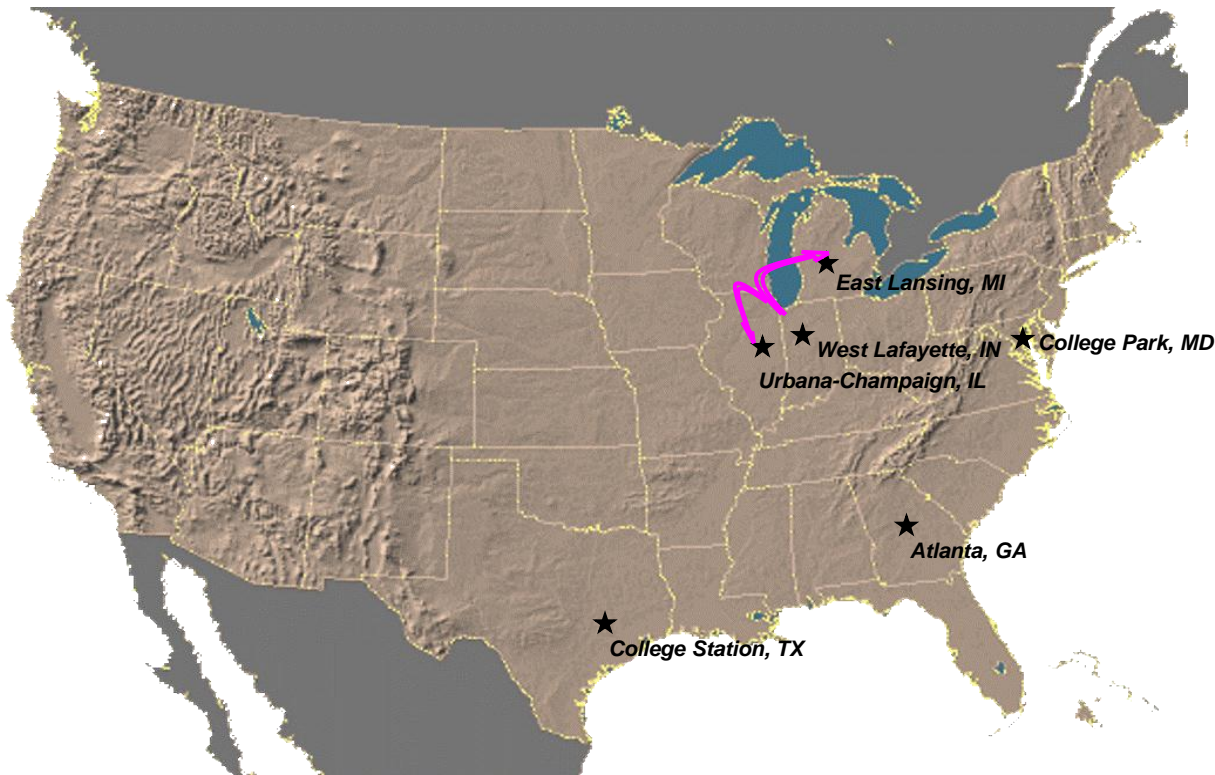 East Lansing, MI
West Lafayette, IN
College Park, MD
Urbana-Champaign, IL
Atlanta, GA
College Station, TX